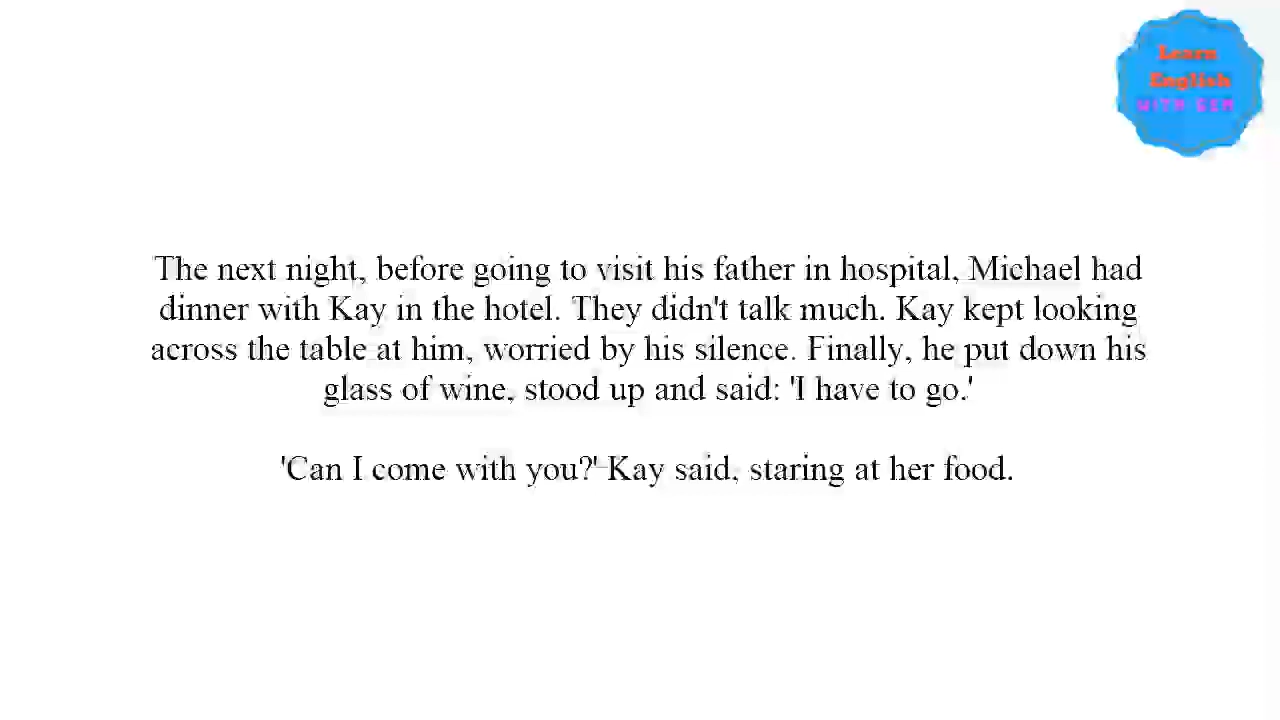 Learn
English
WITH GEM
The next night, before going to visit his father in hospital, Michael had
dinner with Kay in the hotel. They didn't talk much. Kay kept looking
across the table at him, worried by his silence. Finally, he put down his
glass of wine, stood up and said: 'I have to go.'
'Can I come with you?' Kay said, staring at her food.